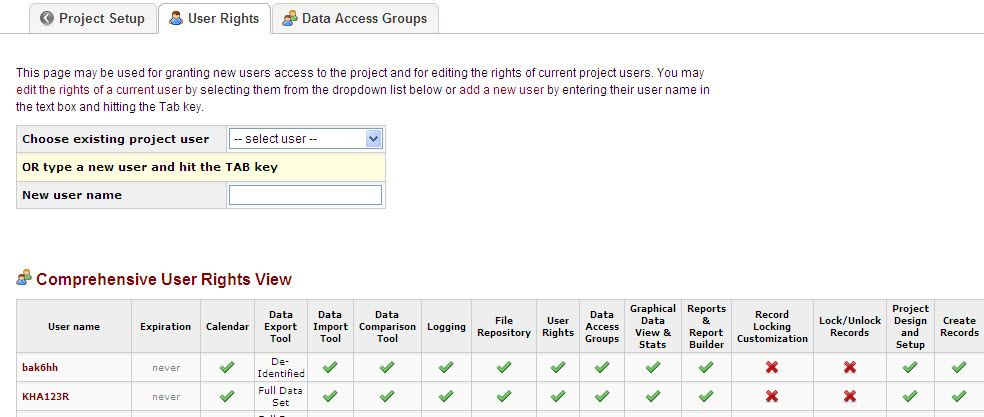 Project Setup User Rights Data Access Groups
This page may be used for granting new users access to the project and for editing the rights of current project users. You may
edit the rights of a current user by selecting them from the dropdown list below or add a new user by entering their user name in
the text box and hitting the Tab key.
Choose existing project user -- select user --
OR type a new user and hit the TAB key
New user name
Comprehensive User Rights View
User name
Expiration
Calendar
Data
Export
Tool
Data
Import
Tool
Data
Comparison
Tool
Logging
File
Repository
User
Rights
Data
Access
Groups
Graphical
Data
View &
Stats
Reports
&
Report
Builder
Record
Locking
Customization
Lock/Unlock
Records
Project
Design
and
Setup
Create
Records
bak6hh never
De-
Identified
KHA123R never
Full Data
Set